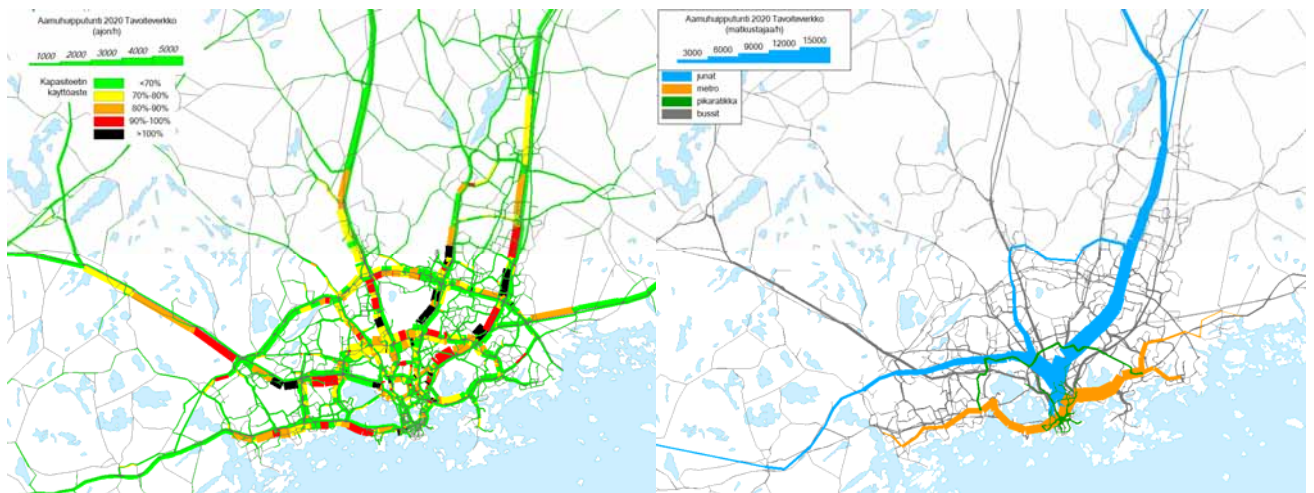 Aamuhuipputunti 2020 Tavoiteverkko
(ajon/h)
1000 2000 3000 4000 5000
Kapasiteetin
käyttöaste
<70%
70%-80%
80%-90%
90%-100%
>100%
Aamuhuipputunti 2020 Tavoiteverkko
(matkustajaa/h)
3000 6000 9000 12000 15000
junat
metro
pikaratikka
bussit